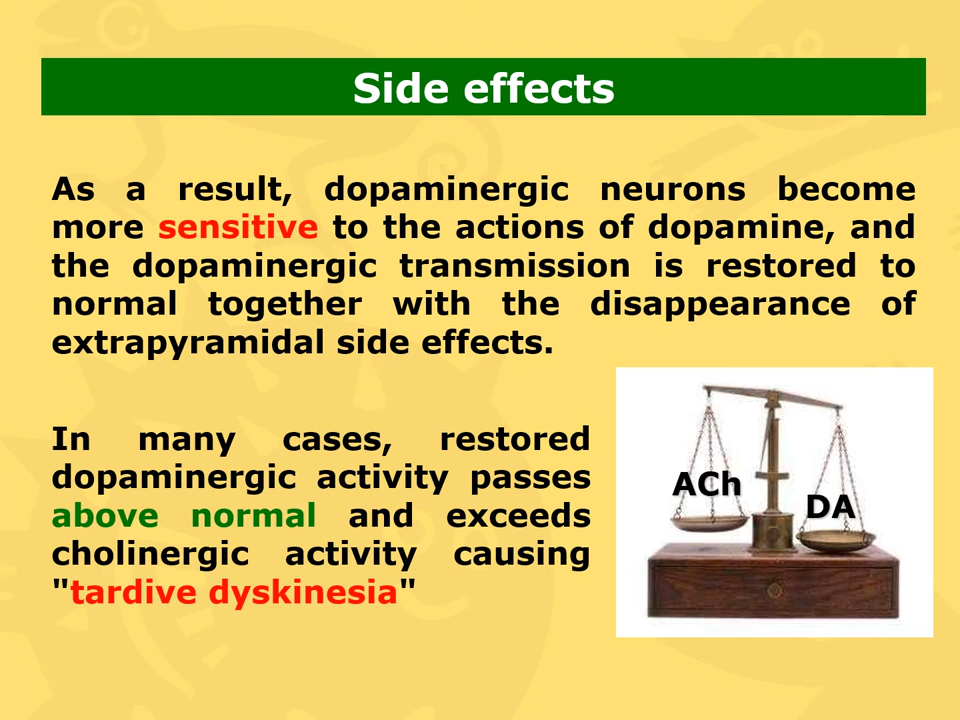 Side effects
As a result, dopaminergic neurons become
more sensitive to the actions of dopamine, and
the dopaminergic transmission is restored to
normal together with the disappearance of
extrapyramidal side effects.
In many cases, restored
dopaminergic activity passes
above normal and exceeds
cholinergic activity causing
"tardive dyskinesia"
ACh
DA